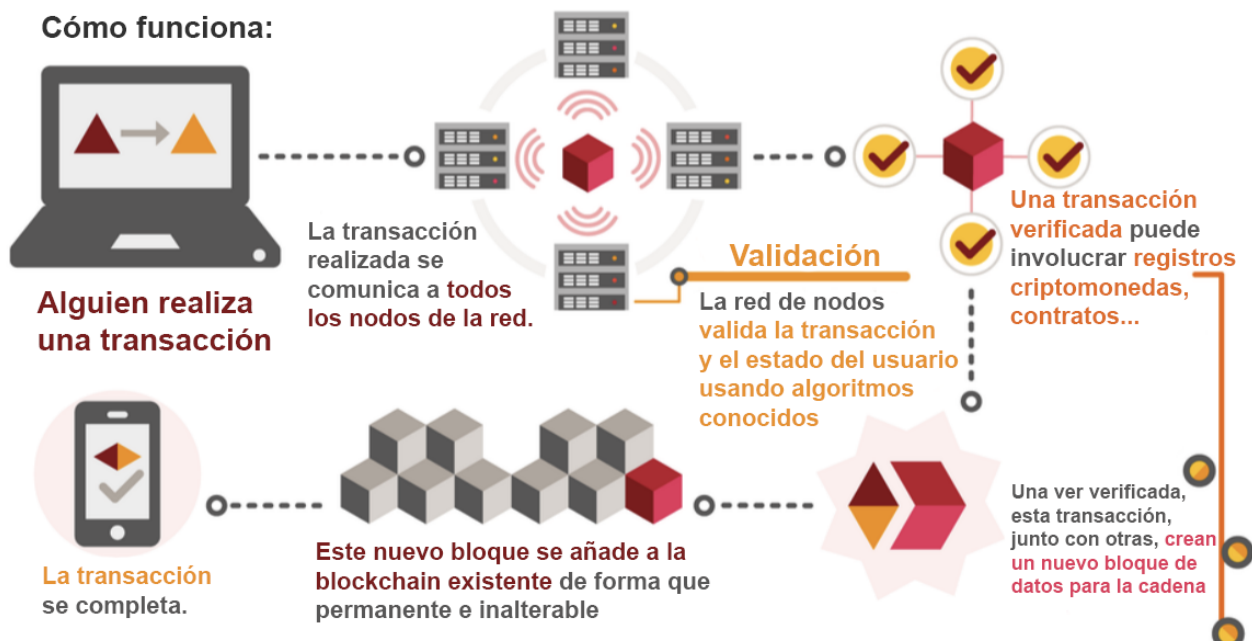 Cómo funciona:
Alguien realiza
una transacción
La transacción
realizada se
comunica a todos
los nodos de la red.
Validación
La red de nodos
valida la transacción
y el estado del usuario
usando algoritmos
conocidos
Una transacción
verificada puede
involucrar registros
criptomonedas,
contratos...
Una ver verificada,
esta transacción,
junto con otras, crean
un nuevo bloque de
datos para la cadena
Este nuevo bloque se añade a la
blockchain existente de forma que
permanente e inalterable
La transacción
se completa.